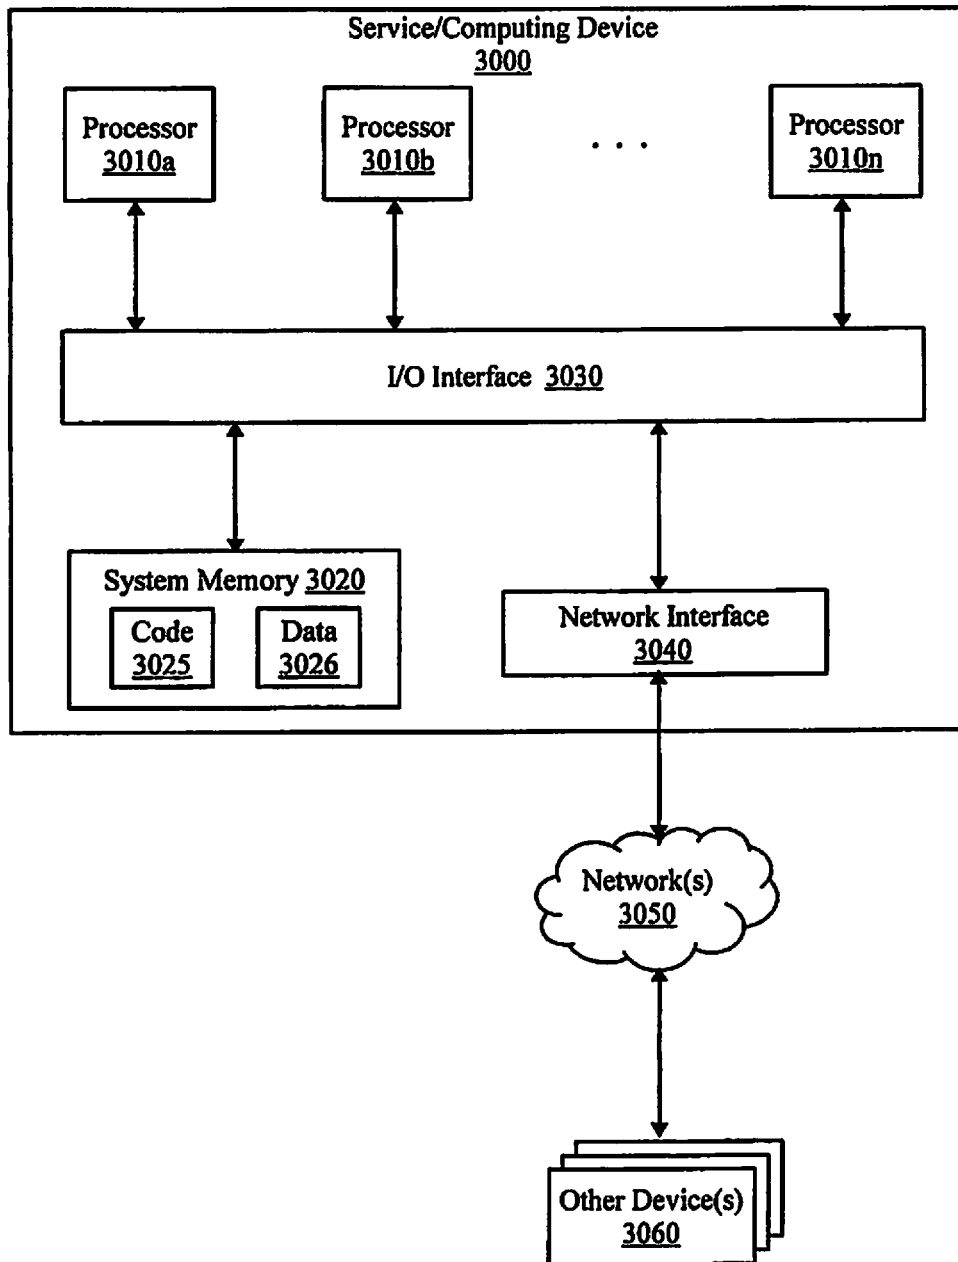 Service/Computing Device
3000
Processor
3010a
Processor
3010b
. . .
Processor
3010n
I/O Interface 3030
System Memory 3020
Code
3025
Data
3026
Network Interface
3040
Network(s)
3050
Other Device(s)
3060